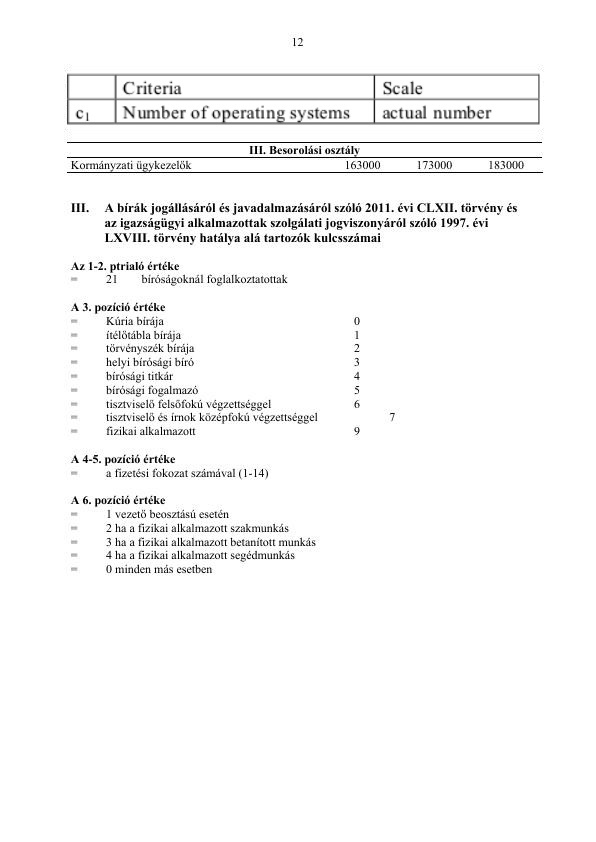 12
Criteria Scale
c1 Number of operating systems actual number
III. Besorolási osztály
Kormányzati ügykezelők 163000 173000 183000
III. A bírák jogállásáról és javadalmazásáról szóló 2011. évi CLXII. törvény és
az igazságügyi alkalmazottak szolgálati jogviszonyáról szóló 1997. évi
LXVIII. törvény hatálya alá tartozók kulcsszámai
Az 1-2. ptrialó értéke
= 21 bíróságoknál foglalkoztatottak
A 3. pozíció értéke
= Kúria bírája 0
= ítélőtábla bírája 1
= törvényszék bírája 2
= helyi bírósági bíró 3
= bírósági titkár 4
= bírósági fogalmazó 5
= tisztviselő felsőfokú végzettséggel 6
= tisztviselő és írnok középfokú végzettséggel 7
= fizikai alkalmazott 9
A 4-5. pozíció értéke
= a fizetési fokozat számával (1-14)
A 6. pozíció értéke
= 1 vezető beosztású esetén
= 2 ha a fizikai alkalmazott szakmunkás
= 3 ha a fizikai alkalmazott betanított munkás
= 4 ha a fizikai alkalmazott segédmunkás
= 0 minden más esetben